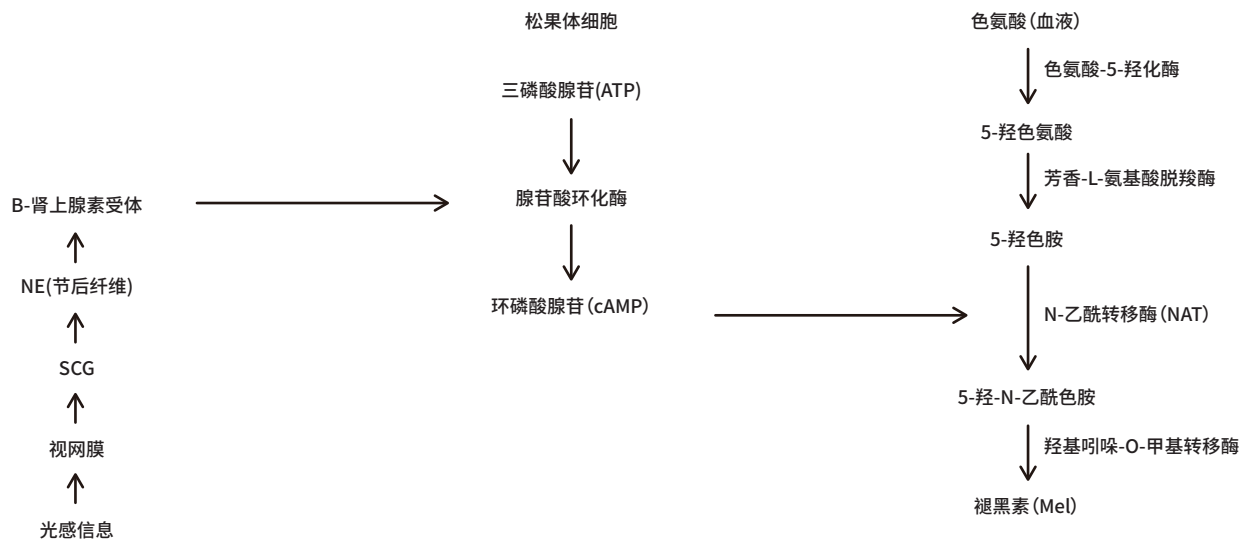 松果体细胞
色氨酸（血液）
色氨酸-5-羟化酶
三磷酸腺苷(ATP)
5-羟色氨酸
芳香-L-氨基酸脱羧酶
B-肾上腺素受体
腺苷酸环化酶
5-羟色胺
NE(节后纤维)
环磷酸腺苷（cAMP）
N-乙酰转移酶（NAT）
SCG
5-羟-N-乙酰色胺
视网膜
羟基吲哚-O-甲基转移酶
褪黑素（Mel）
光感信息